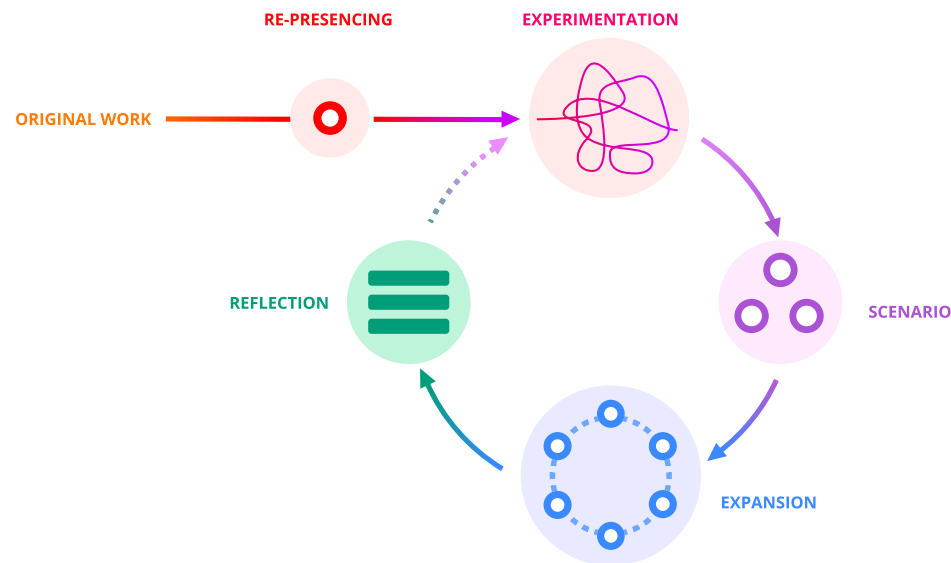 RE-PRESENCING
EXPERIMENTATION
ORIGINAL WORK
REFLECTION
SCENARIO
EXPANSION